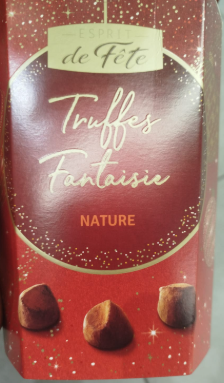 ESPRIT
de Fête
Truffes
Fantaisie
NATURE